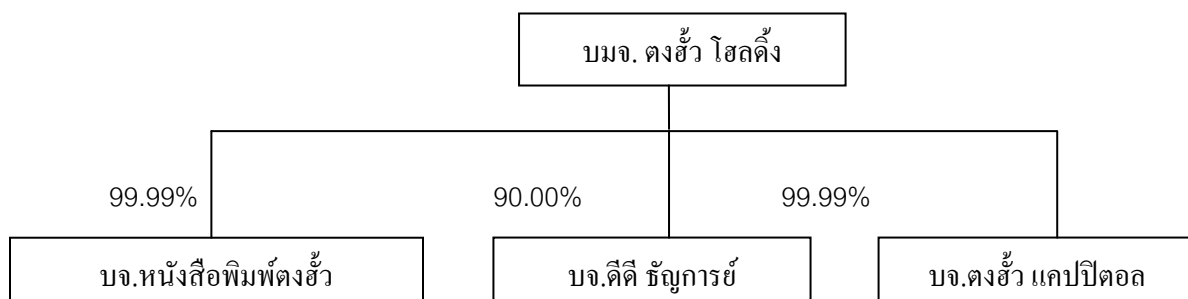 บมจ. ตงฮั้ว โฮลดิ้ง
99.99% 90.00% 99.99%
บจ.หนังสือพิมพ์ตงฮั้ว บจ.ดีดี ธัญการย์ บจ.ตงฮั้ว แคปปิตอล